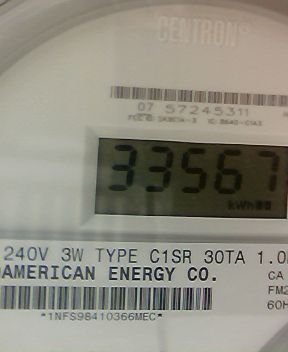 CENTRON®
07 57245311
33567
kWh
240V 3W TYPE C1SR 30TA 1.0
AMERICAN ENERGY CO.
CA
FM2
60H
*1NFS98410366MEC*